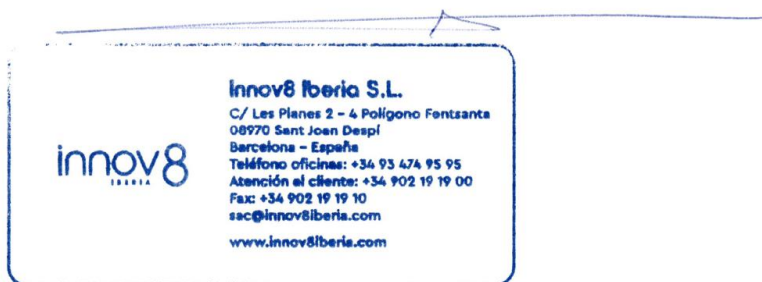 innov8
IBERIA
Innov8 Iberia S.L.
C/ Les Planes 2 - 4 Polígono Fontsanta
08970 Sant Joan Despí
Barcelona - España
Teléfono oficinas: +34 93 474 95 95
Atención al cliente: +34 902 19 19 00
Fax: +34 902 19 19 10
sac@innov8iberia.com
www.innov8iberia.com